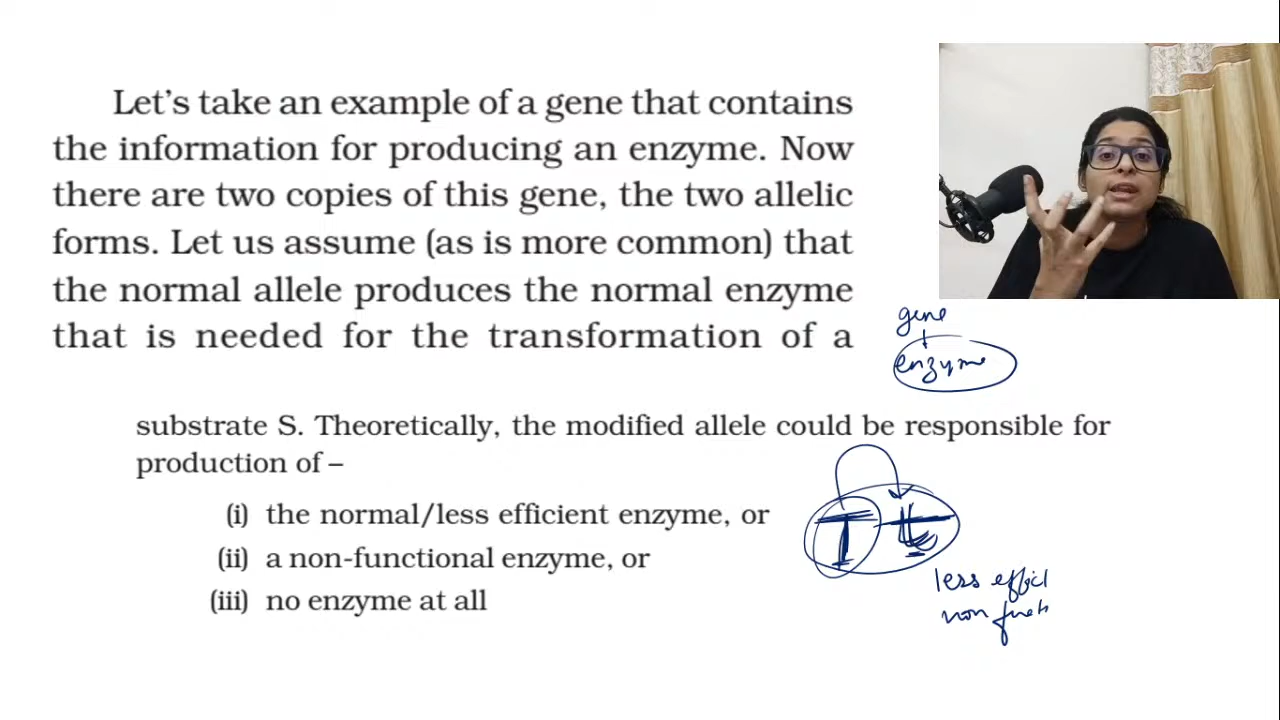 Let's take an example of a gene that contains
the information for producing an enzyme. Now
there are two copies of this gene, the two allelic
forms. Let us assume (as is more common) that
the normal allele produces the normal enzyme
that is needed for the transformation of a
gene
enzyme
substrate S. Theoretically, the modified allele could be responsible for
production of –
(i) the normal/less efficient enzyme, or
(ii) a non-functional enzyme, or
(iii) no enzyme at all
T t
less effici
non